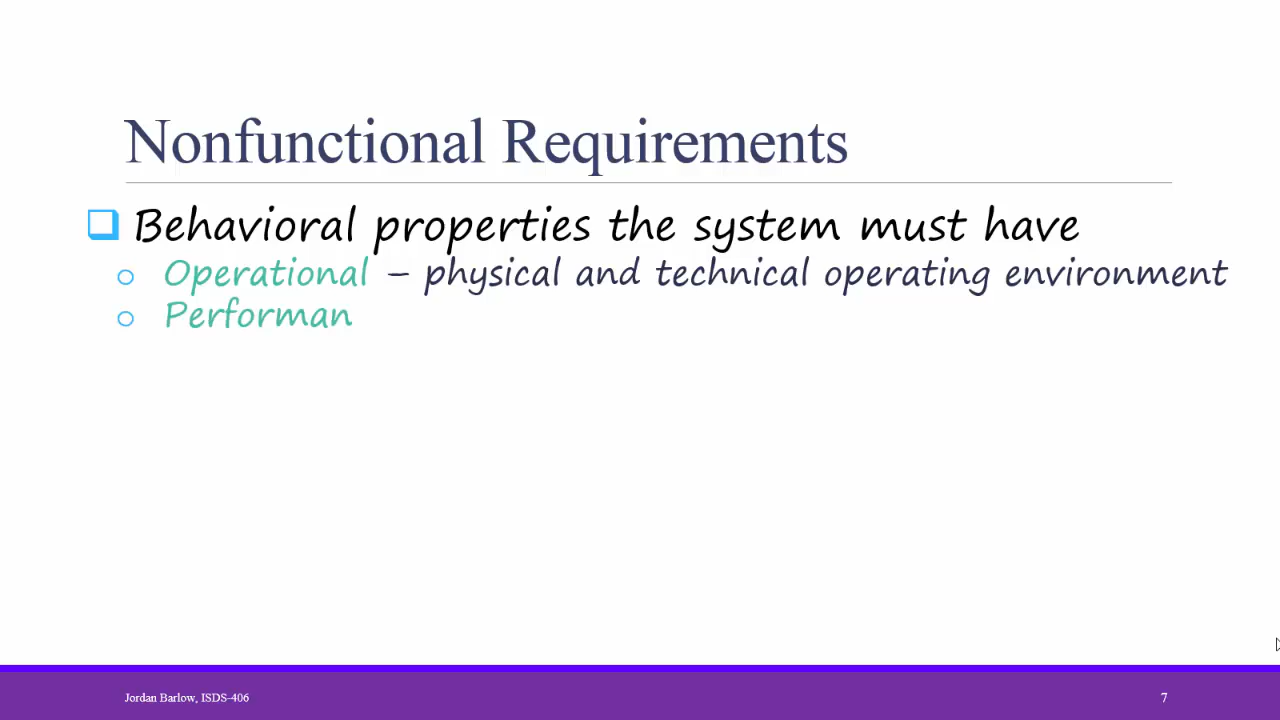 Nonfunctional Requirements
❑ Behavioral properties the system must have
o Operational – physical and technical operating environment
o Performan
Jordan Barlow, ISDS-406
7